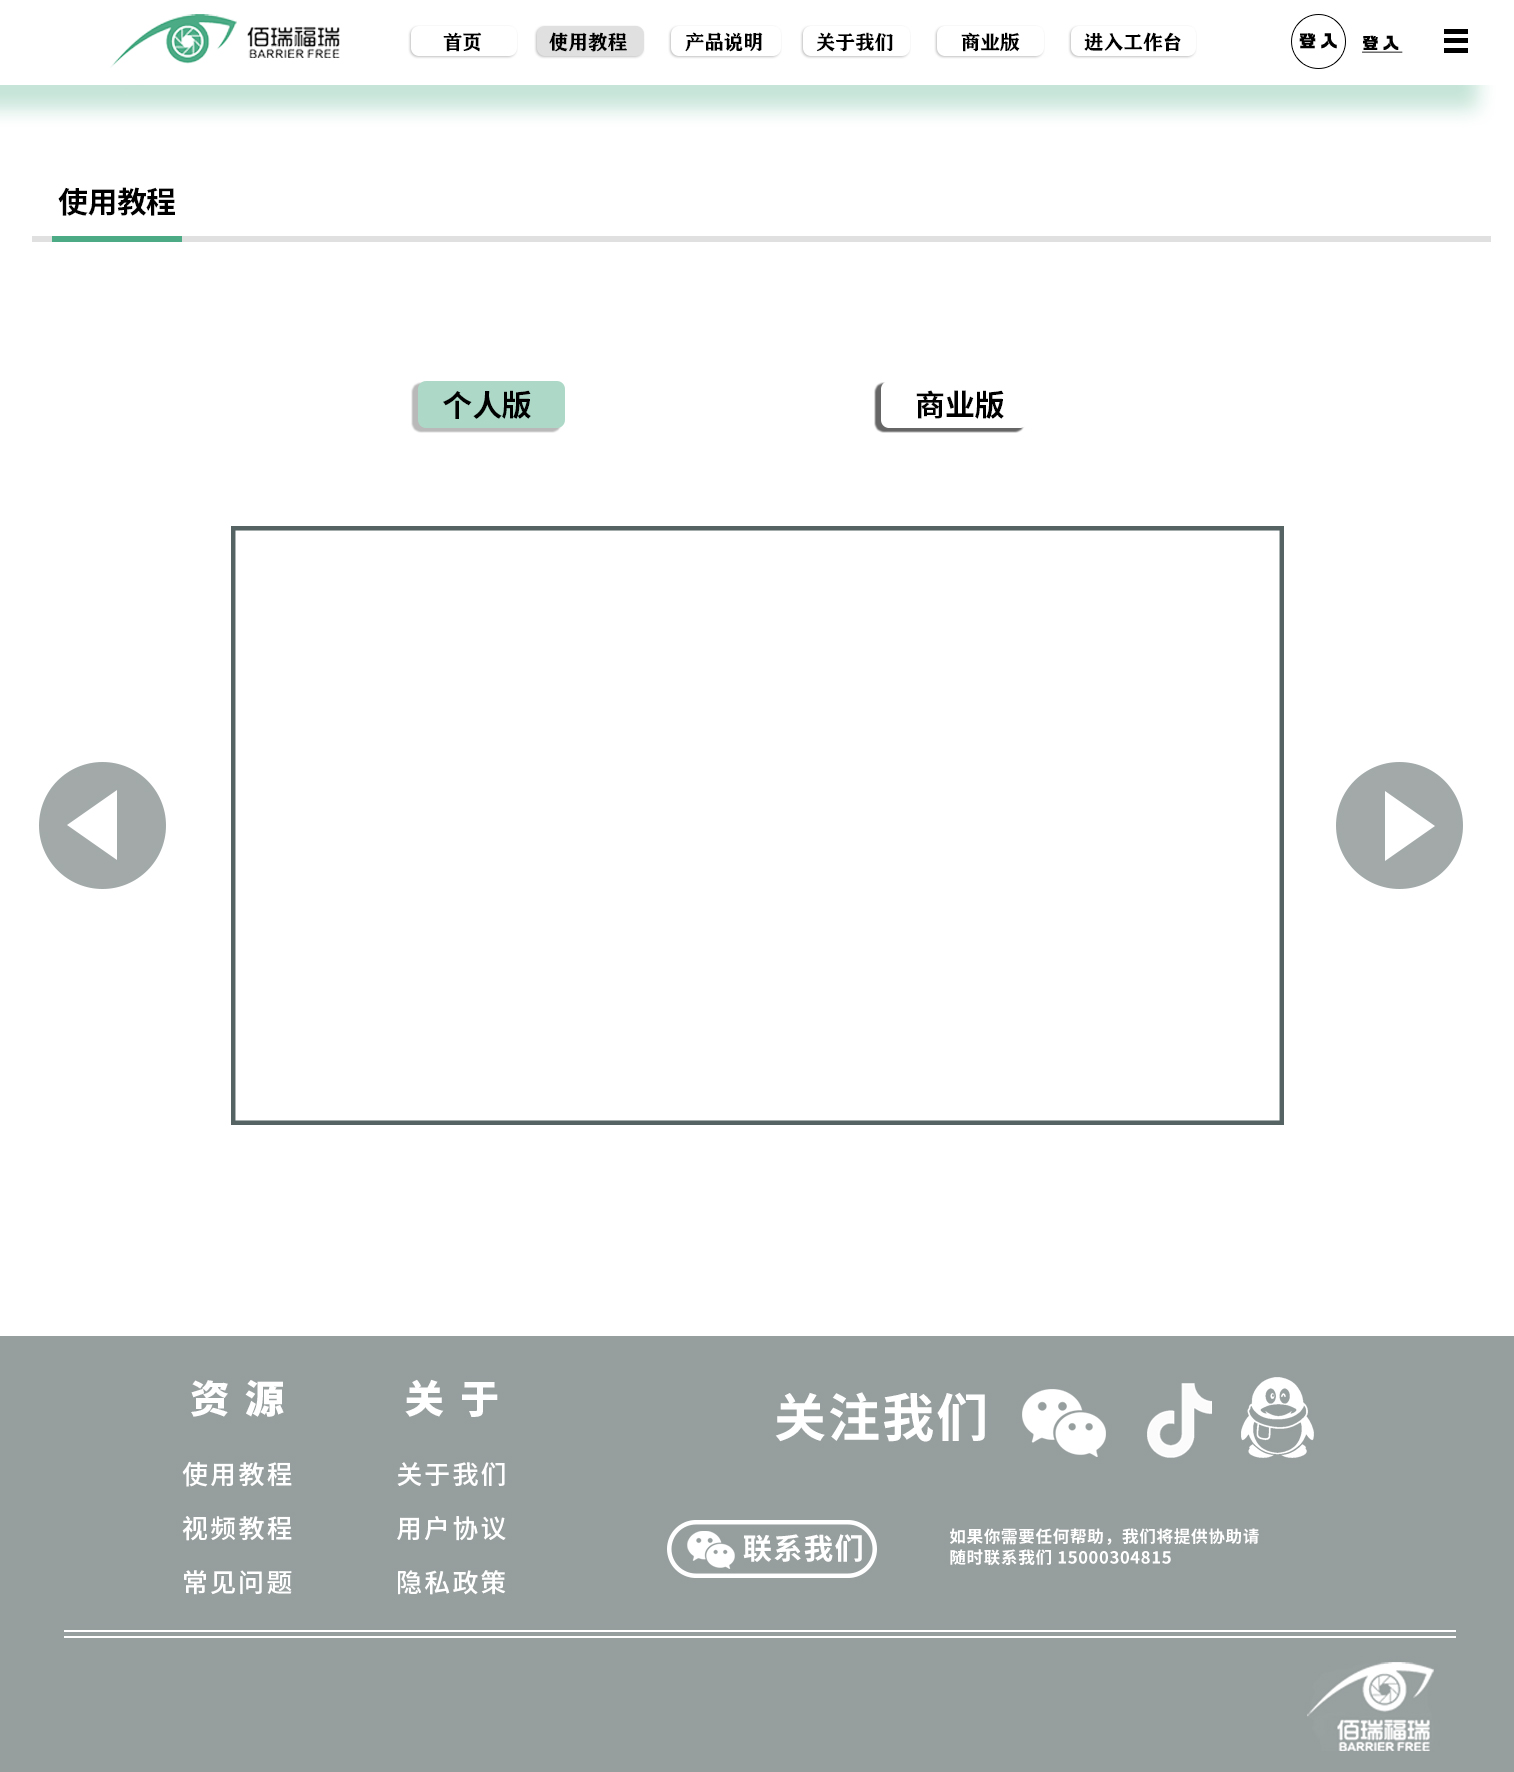 佰瑞福瑞
BARRIER FREE
首页
使用教程
产品说明
关于我们
商业版
进入工作台
登入
登入
使用教程
个人版
商业版
资源
关于
使用教程
关于我们
视频教程
用户协议
常见问题
隐私政策
关注我们
联系我们
如果你需要任何帮助，我们将提供协助请
随时联系我们 15000304815
佰瑞福瑞
BARRIER FREE